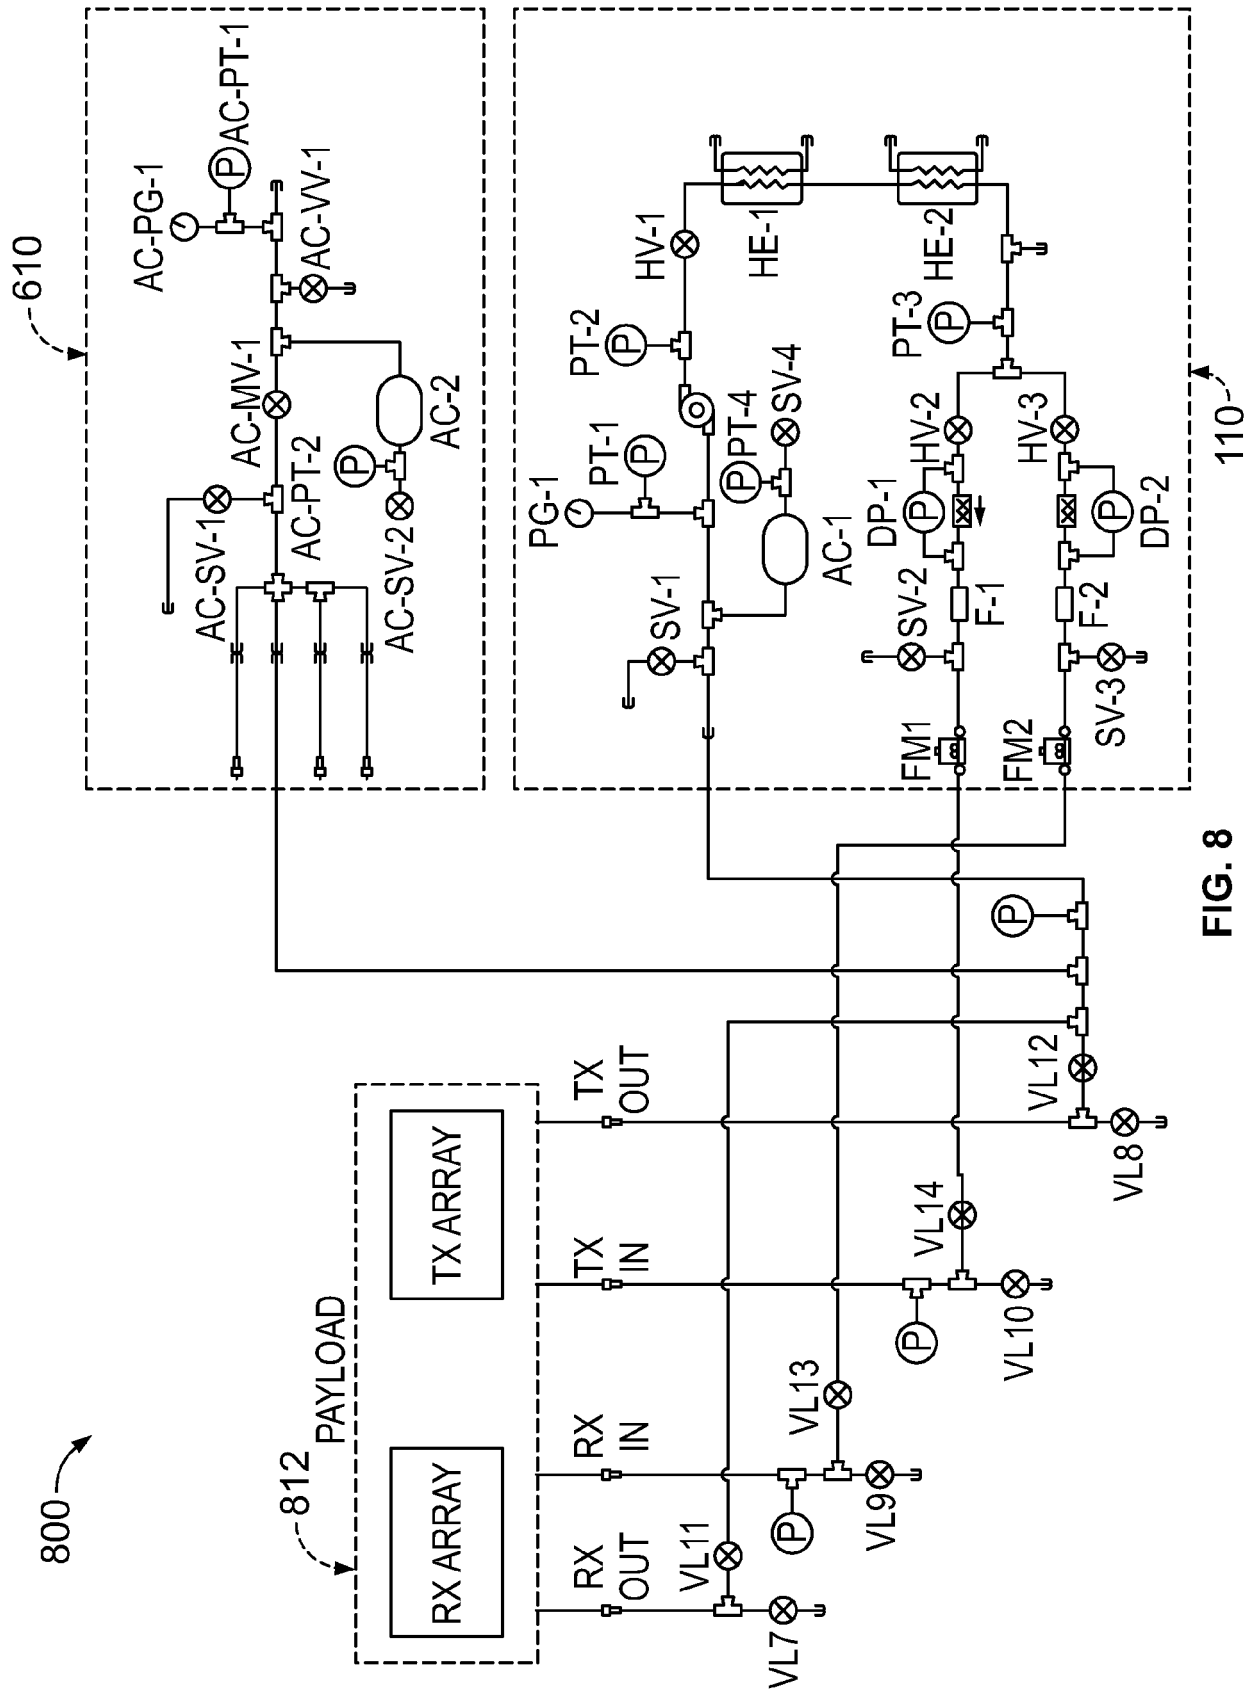 800
812
PAYLOAD
RX ARRAY
TX ARRAY
RX
OUT
RX
IN
TX
IN
TX
OUT
VL7
VL11
VL9
VL13
P
VL10
VL14
P
VL8
VL12
P
610
AC-PG-1
P
AC-PT-1
AC-VV-1
AC-MV-1
AC-2
P
AC-SV-1
AC-PT-2
AC-SV-2
110
PG-1
P
PT-1
PT-2
P
HV-1
HE-1
HE-2
SV-1
AC-1
P
PT-4
SV-4
PT-3
P
HV-2
HV-3
DP-1
P
DP-2
P
SV-2
F-1
F-2
SV-3
FM1
FM2
FIG. 8